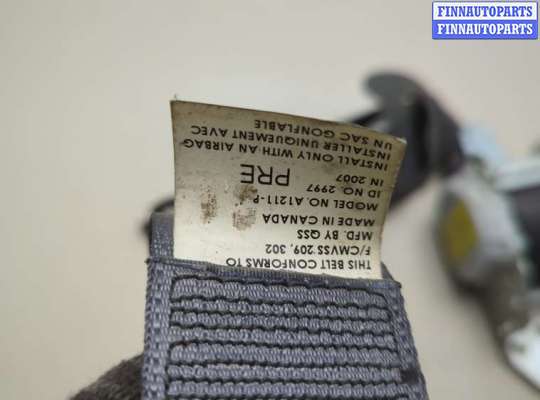 FINNAUTOPARTS
FINNAUTOPARTS
THIS BELT CONFORMS TO
F/CMVSS 209, 302
MFD. BY QSS
MADE IN CANADA
MODEL NO. A1211-P
ID NO. 2997
IN 2007
PRE
INSTALL ONLY WITH AN AIRBAG
INSTALLER UNIQUEMENT AVEC
UN SAC GONFLABLE